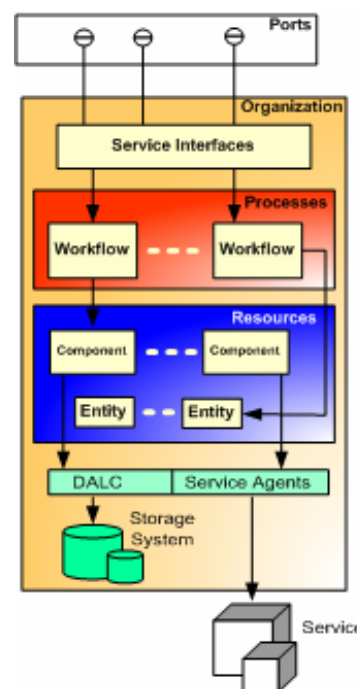 Ports
Organization
Service Interfaces
Processes
Workflow
Workflow
Resources
Component
Component
Entity
Entity
DALC
Service Agents
Storage
System
Service